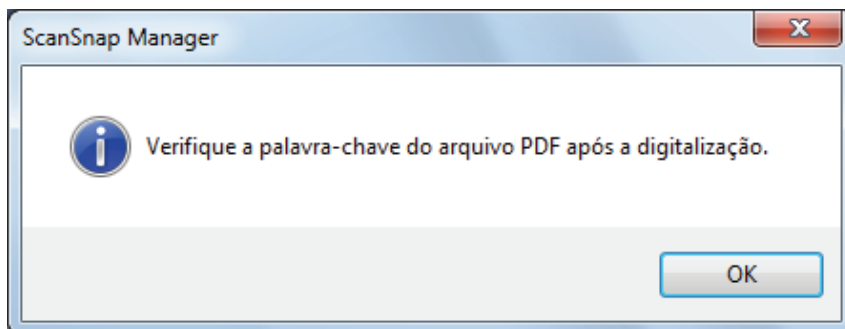 ScanSnap Manager
Verifique a palavra-chave do arquivo PDF após a digitalização.
OK